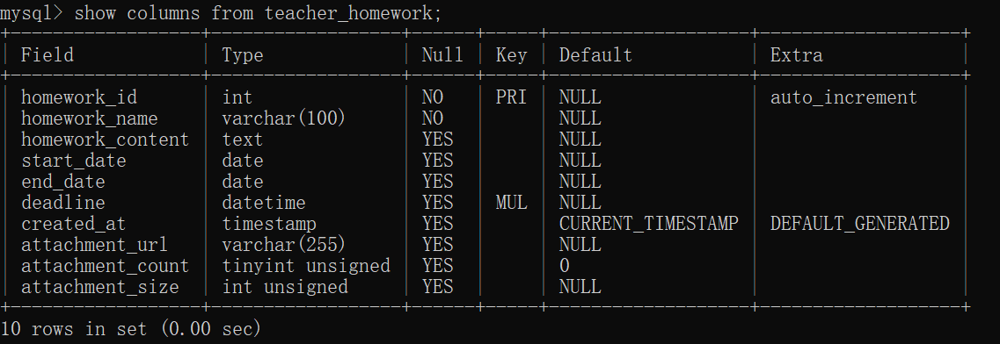 mysql> show columns from teacher_homework;
+------------------+------------------+------+-----+-------------------+-------------------+
| Field            | Type             | Null | Key | Default           | Extra             |
+------------------+------------------+------+-----+-------------------+-------------------+
| homework_id      | int              | NO   | PRI | NULL              | auto_increment    |
| homework_name    | varchar(100)     | NO   |     | NULL              |                   |
| homework_content | text             | YES  |     | NULL              |                   |
| start_date       | date             | YES  |     | NULL              |                   |
| end_date         | date             | YES  |     | NULL              |                   |
| deadline         | datetime         | YES  | MUL | NULL              |                   |
| created_at       | timestamp        | YES  |     | CURRENT_TIMESTAMP | DEFAULT_GENERATED |
| attachment_url   | varchar(255)     | YES  |     | NULL              |                   |
| attachment_count | tinyint unsigned | YES  |     | 0                 |                   |
| attachment_size  | int unsigned     | YES  |     | NULL              |                   |
+------------------+------------------+------+-----+-------------------+-------------------+
10 rows in set (0.00 sec)